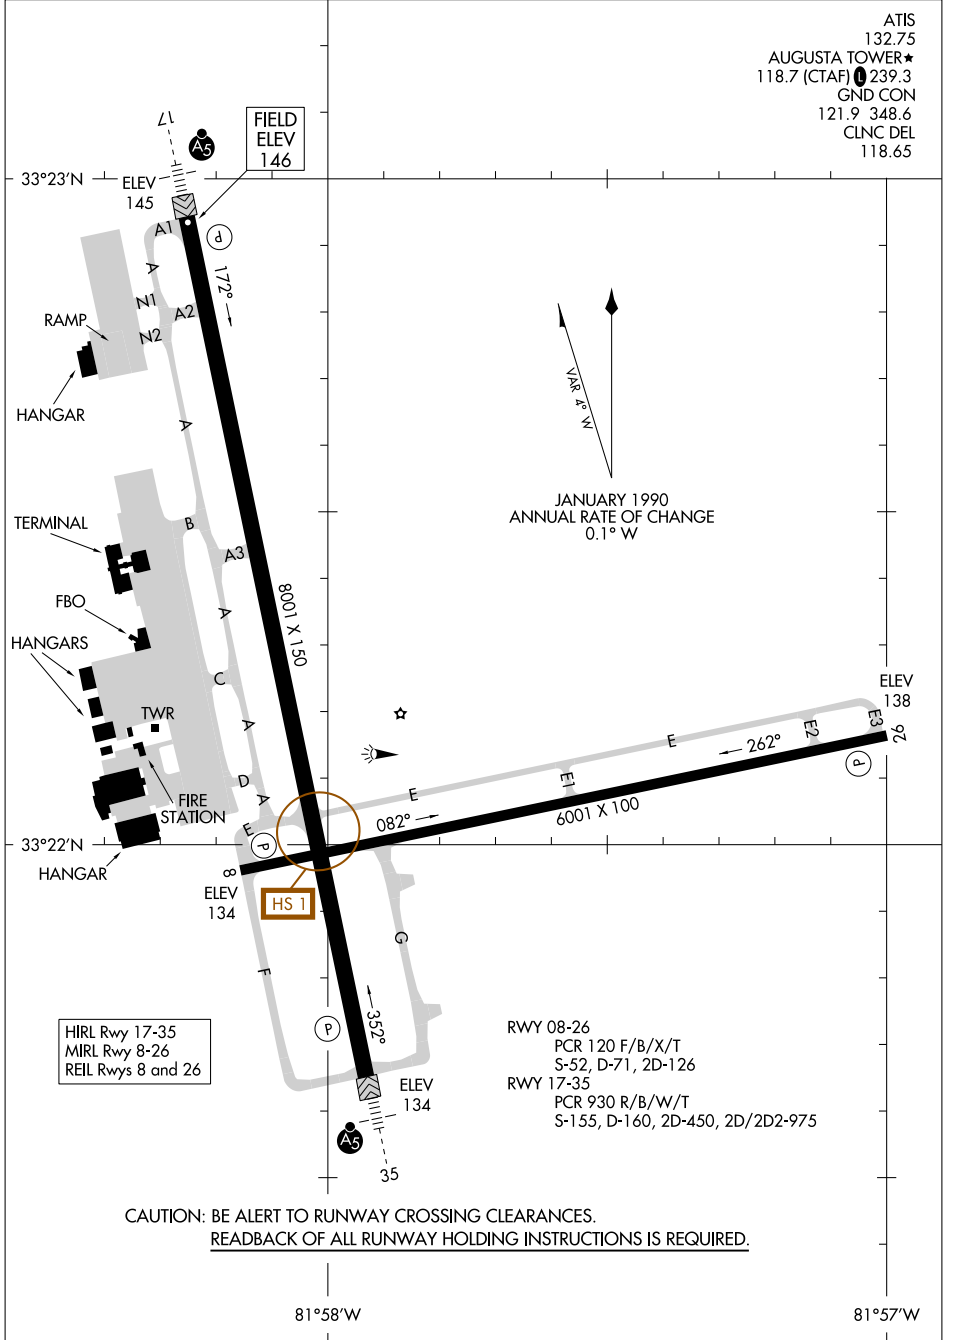 ATIS
132.75
AUGUSTA TOWER★
118.7 (CTAF) L 239.3
GND CON
121.9 348.6
CLNC DEL
118.65
17
A5
FIELD
ELEV
146
33°23'N
ELEV
145
A1
P
A
172°
N1
A2
RAMP
N2
HANGAR
A
VAR 4° W
JANUARY 1990
ANNUAL RATE OF CHANGE
0.1° W
TERMINAL
B
A3
8001 X 150
FBO
A
HANGARS
C
ELEV
138
TWR
A
E
E2
E3
26
262°
P
D
A
E
E1
FIRE
STATION
E
082°
6001 X 100
33°22'N
P
HANGAR
8
ELEV
134
HS 1
F
G
352°
P
HIRL Rwy 17-35
MIRL Rwy 8-26
REIL Rwys 8 and 26
RWY 08-26
PCR 120 F/B/X/T
S-52, D-71, 2D-126
RWY 17-35
PCR 930 R/B/W/T
S-155, D-160, 2D-450, 2D/2D2-975
ELEV
134
A5
35
CAUTION: BE ALERT TO RUNWAY CROSSING CLEARANCES.
READBACK OF ALL RUNWAY HOLDING INSTRUCTIONS IS REQUIRED.
81°58'W
81°57'W